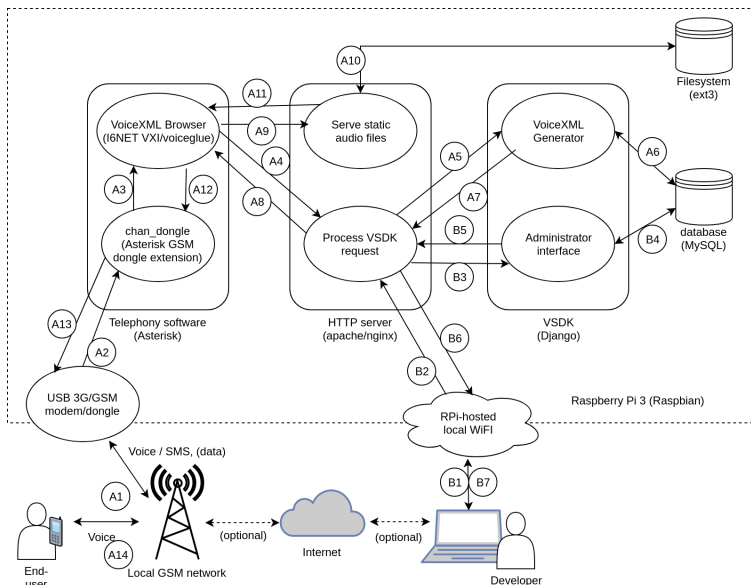 A10
Filesystem
(ext3)
A11
VoiceXML Browser
(I6NET VXI/voiceglue)
A9
Serve static
audio files
VoiceXML
Generator
A4
A5
A6
A3
A12
A8
A7
chan_dongle
(Asterisk GSM
dongle extension)
Process VSDK
request
B5
B3
Administrator
interface
B4
database
(MySQL)
Telephony software
(Asterisk)
HTTP server
(apache/nginx)
VSDK
(Django)
A13
A2
B6
B2
USB 3G/GSM
modem/dongle
RPi-hosted
local WiFI
Raspberry Pi 3 (Raspbian)
Voice / SMS, (data)
A1
B1
B7
Voice
A14
(optional)
(optional)
Internet
End-
user
Local GSM network
Developer